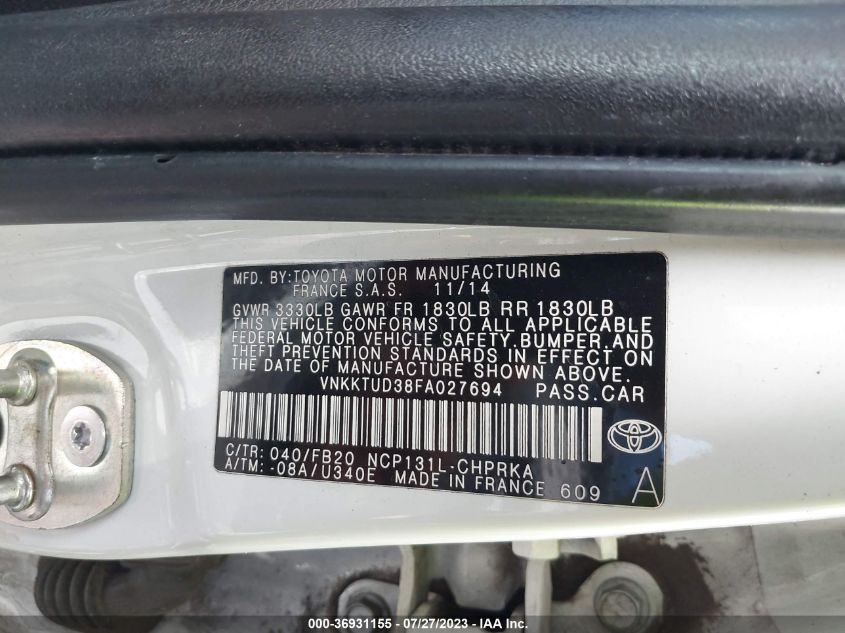 MFD. BY:TOYOTA MOTOR MANUFACTURING
FRANCE S.A.S. 11/14
GVWR 3330LB GAWR FR 1830LB RR 1830LB
THIS VEHICLE CONFORMS TO ALL APPLICABLE
FEDERAL MOTOR VEHICLE SAFETY,BUMPER,AND
THEFT PREVENTION STANDARDS IN EFFECT ON
THE DATE OF MANUFACTURE SHOWN ABOVE.
VNKKTUD38FA027694 PASS.CAR
C/TR: 040/FB20 NCP131L-CHPRKA
A/TM: -08A/U340E MADE IN FRANCE 609 A
000-36931155 - 07/27/2023 - IAA Inc.